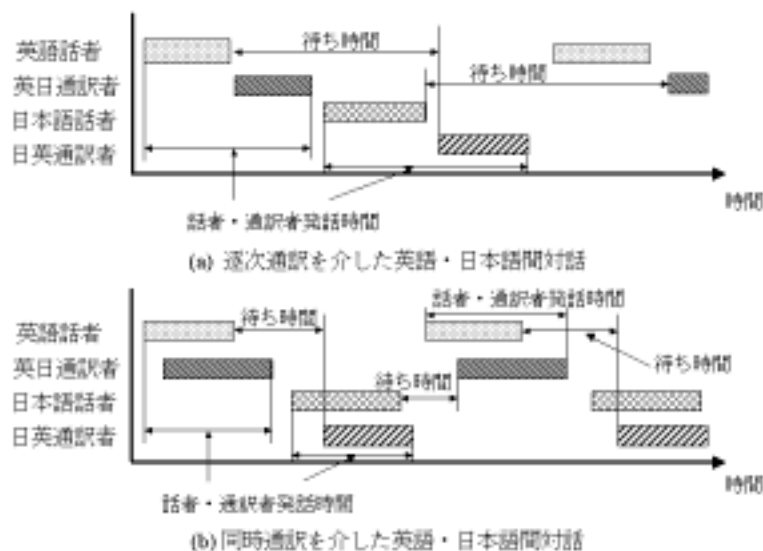 英語話者
待ち時間
英日通訳者
待ち時間
日本語話者
日英通訳者
時間
話者・通訳者発話時間
(a) 逐次通訳を介した英語・日本語間対話
話者・通訳者発話時間
英語話者
待ち時間
英日通訳者
待ち時間
待ち時間
日本語話者
日英通訳者
時間
話者・通訳者発話時間
(b) 同時通訳を介した英語・日本語間対話